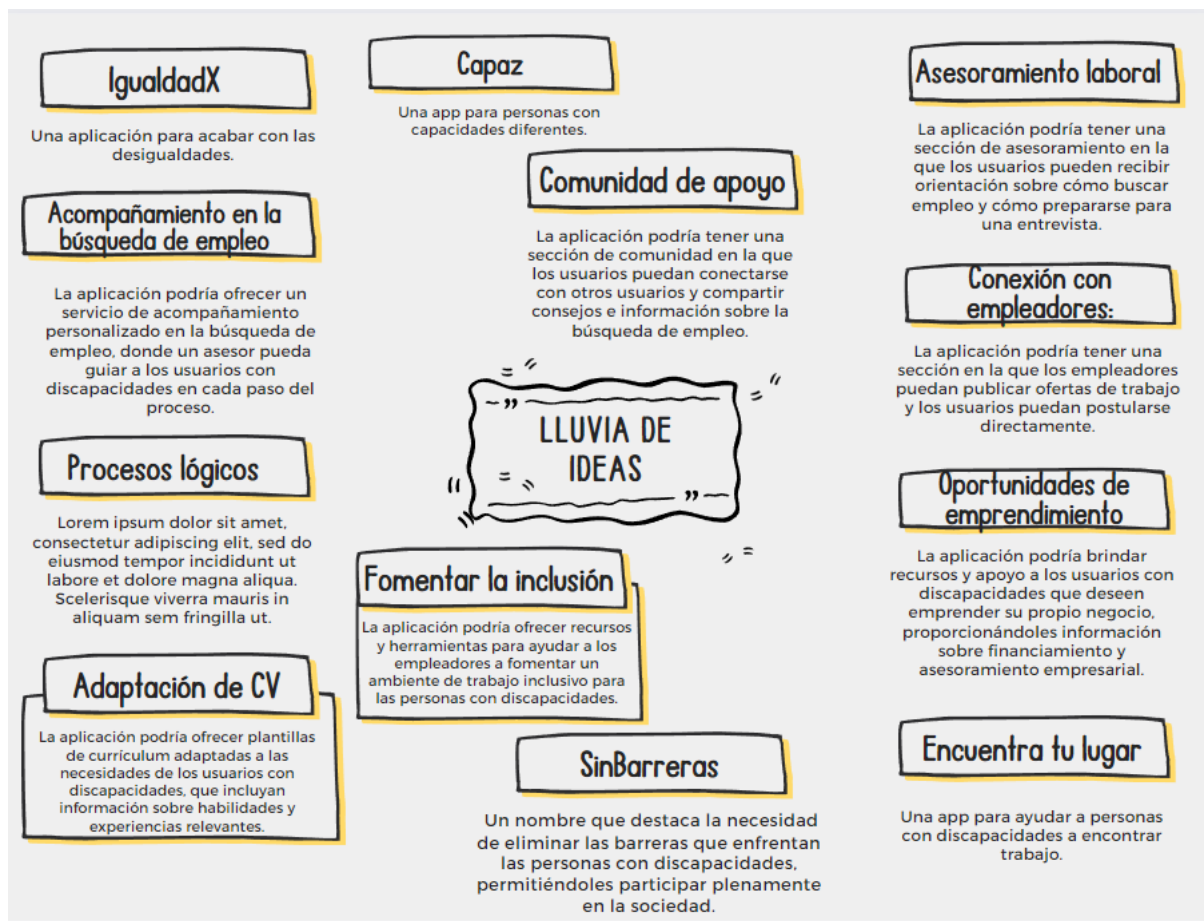 IgualdadX
Una aplicación para acabar con las
desigualdades.
Acompañamiento en la
búsqueda de empleo
La aplicación podría ofrecer un
servicio de acompañamiento
personalizado en la búsqueda de
empleo, donde un asesor pueda
guiar a los usuarios con
discapacidades en cada paso del
proceso.
Procesos lógicos
Lorem ipsum dolor sit amet,
consectetur adipiscing elit, sed do
eiusmod tempor incididunt ut
labore et dolore magna aliqua.
Scelerisque viverra mauris in
aliquam sem fringilla ut.
Adaptación de CV
La aplicación podría ofrecer plantillas
de currículum adaptadas a las
necesidades de los usuarios con
discapacidades, que incluyan
información sobre habilidades y
experiencias relevantes.
Capaz
Una app para personas con
capacidades diferentes.
Comunidad de apoyo
La aplicación podría tener una
sección de comunidad en la que
los usuarios puedan conectarse
con otros usuarios y compartir
consejos e información sobre la
búsqueda de empleo.
LLUVIA DE
IDEAS
Fomentar la inclusión
La aplicación podría ofrecer recursos
y herramientas para ayudar a los
empleadores a fomentar un
ambiente de trabajo inclusivo para
las personas con discapacidades.
SinBarreras
Un nombre que destaca la necesidad
de eliminar las barreras que enfrentan
las personas con discapacidades,
permitiéndoles participar plenamente
en la sociedad.
Asesoramiento laboral
La aplicación podría tener una
sección de asesoramiento en la
que los usuarios pueden recibir
orientación sobre cómo buscar
empleo y cómo prepararse para
una entrevista.
Conexión con
empleadores:
La aplicación podría tener una
sección en la que los empleadores
puedan publicar ofertas de trabajo
y los usuarios puedan postularse
directamente.
Oportunidades de
emprendimiento
La aplicación podría brindar
recursos y apoyo a los usuarios con
discapacidades que deseen
emprender su propio negocio,
proporcionándoles información
sobre financiamiento y
asesoramiento empresarial.
Encuentra tu lugar
Una app para ayudar a personas
con discapacidades a encontrar
trabajo.